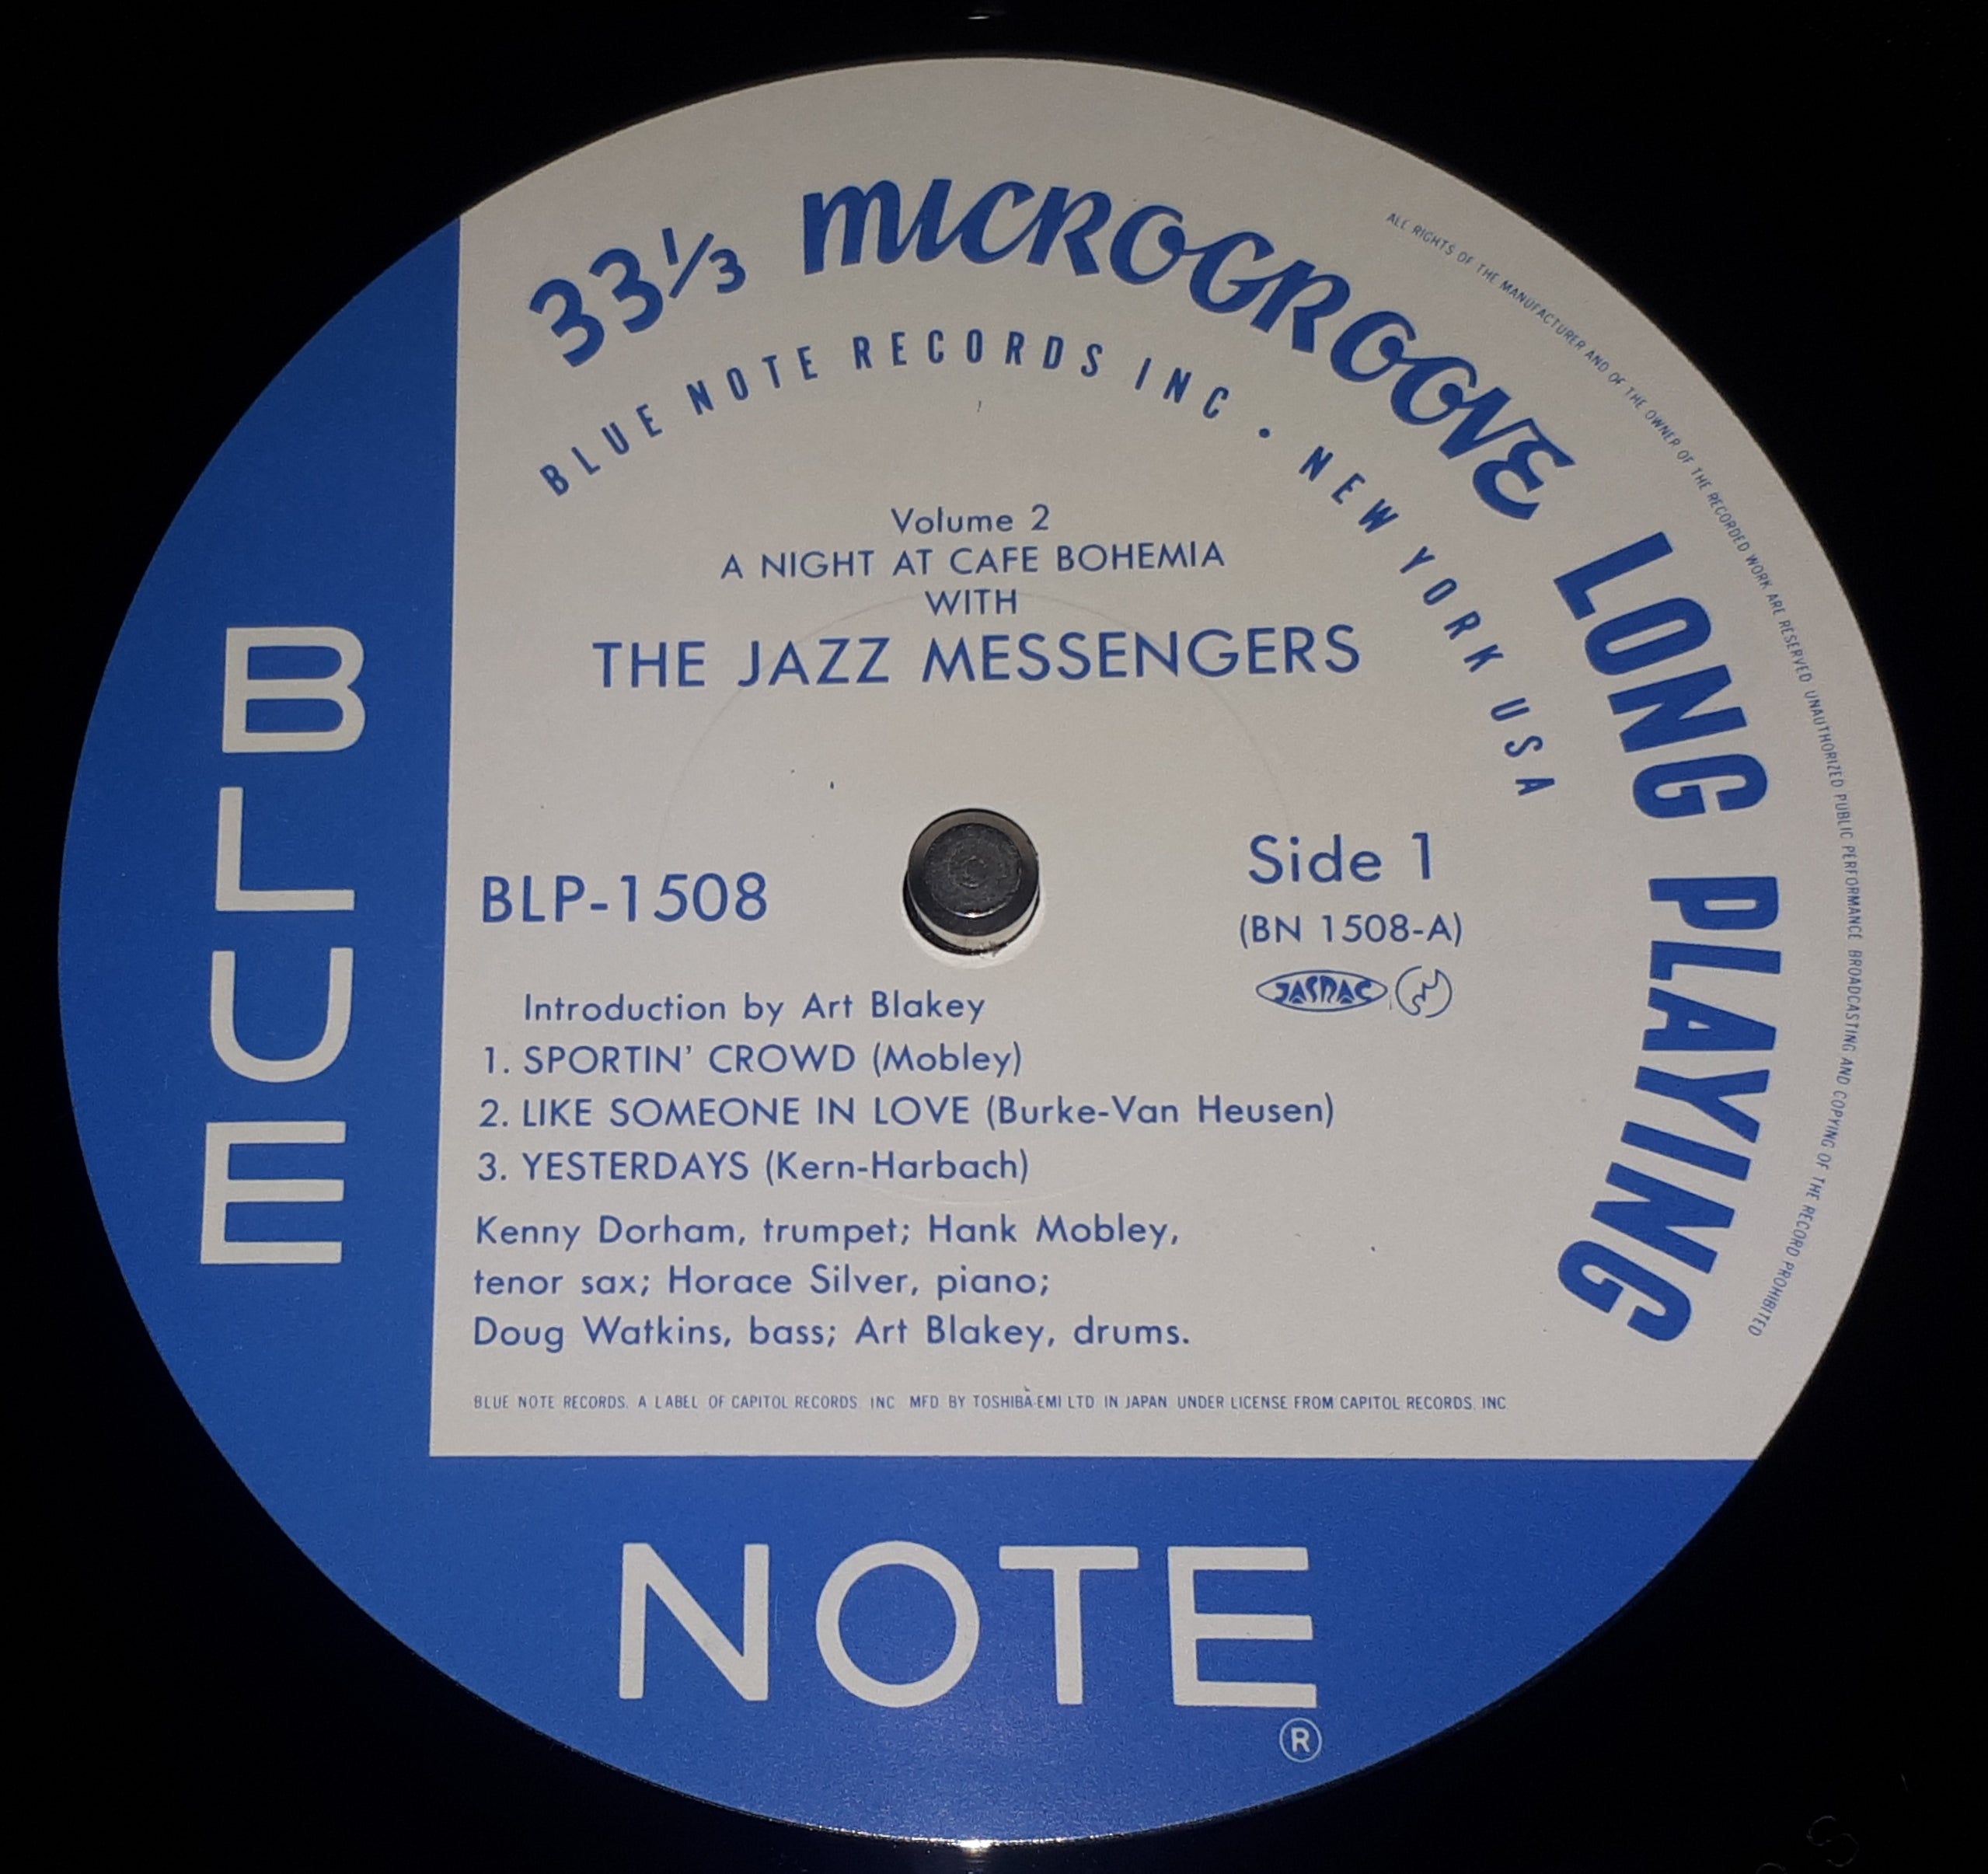 33 1/3 MICROGROOVE LONG PLAYING
BLUE NOTE RECORDS INC • NEW YORK USA
ALL RIGHTS OF THE MANUFACTURER AND OF THE OWNER OF THE RECORDED WORK ARE RESERVED UNAUTHORIZED PUBLIC PERFORMANCE BROADCASTING AND COPYING OF THE RECORD PROHIBITED
Volume 2
A NIGHT AT CAFE BOHEMIA
WITH
THE JAZZ MESSENGERS
BLP-1508
Side 1
(BN 1508-A)
JASRAC
Introduction by Art Blakey
1. SPORTIN' CROWD (Mobley)
2. LIKE SOMEONE IN LOVE (Burke-Van Heusen)
3. YESTERDAYS (Kern-Harbach)
Kenny Dorham, trumpet; Hank Mobley,
tenor sax; Horace Silver, piano;
Doug Watkins, bass; Art Blakey, drums.
BLUE NOTE RECORDS. A LABEL OF CAPITOL RECORDS. INC MFD BY TOSHIBA-EMI LTD IN JAPAN UNDER LICENSE FROM CAPITOL RECORDS. INC
BLUE
NOTE
®